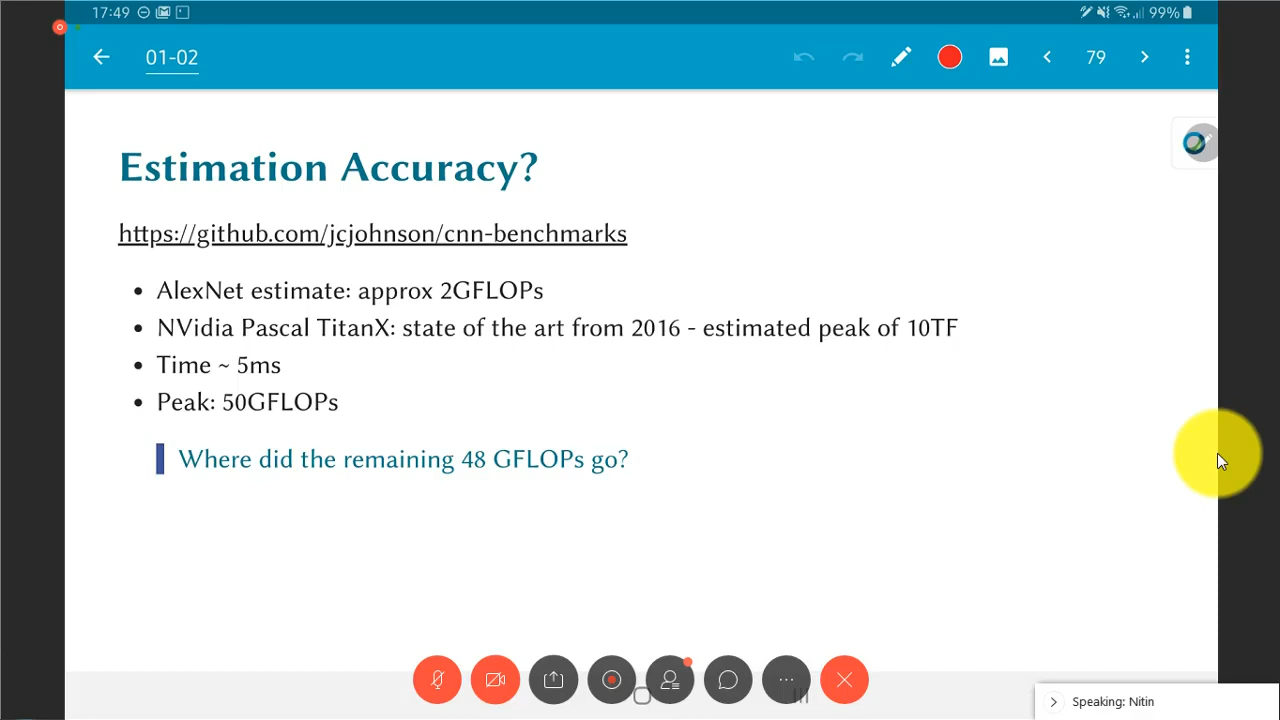 17:49
99%
01-02
79
Estimation Accuracy?
https://github.com/jcjohnson/cnn-benchmarks
• AlexNet estimate: approx 2GFLOPs
• NVidia Pascal TitanX: state of the art from 2016 - estimated peak of 10TF
• Time ~ 5ms
• Peak: 50GFLOPs
Where did the remaining 48 GFLOPs go?
Speaking: Nitin